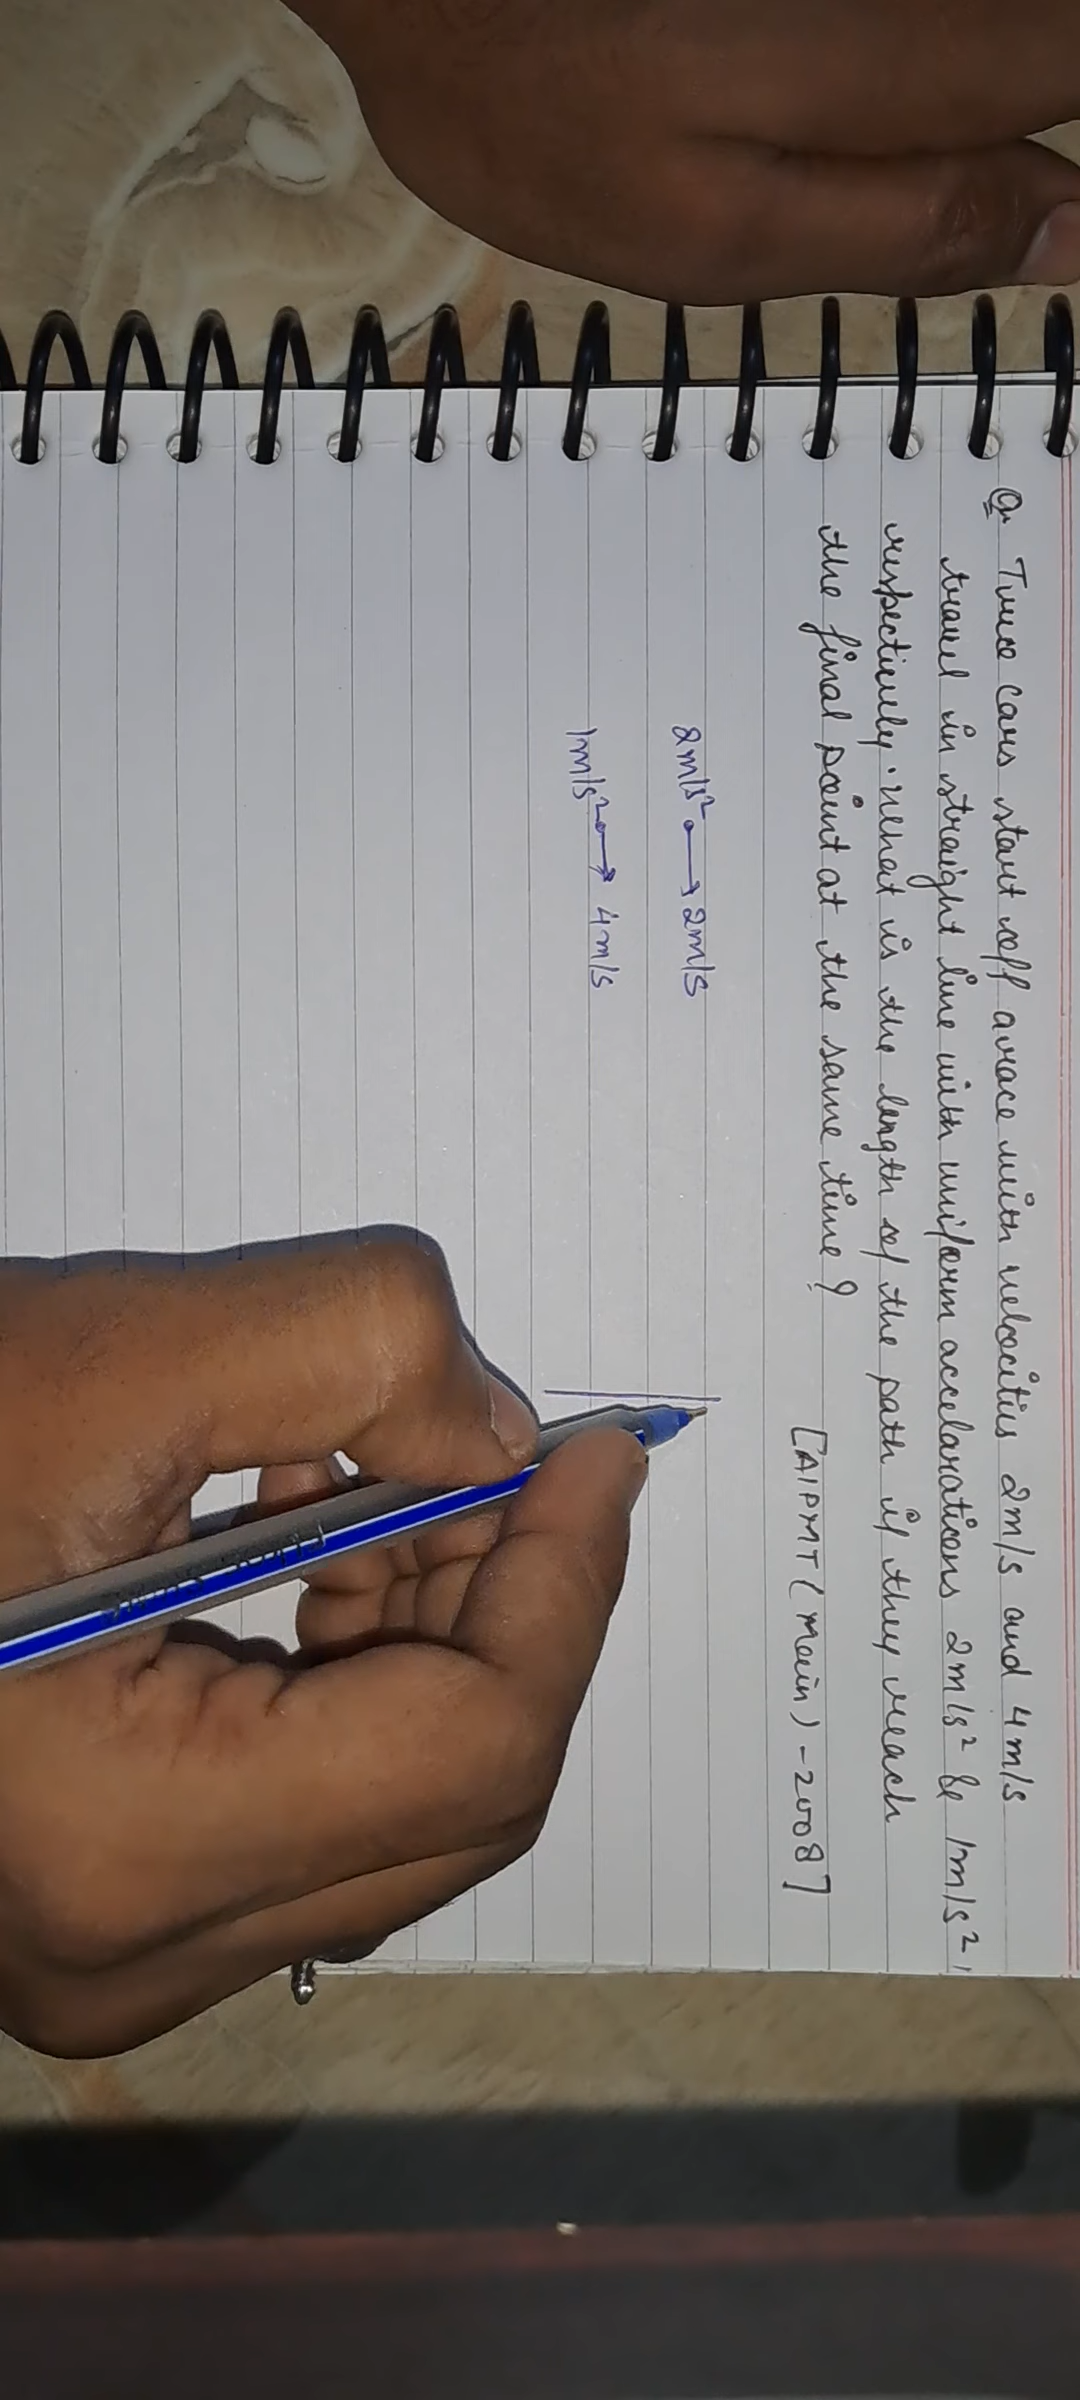 Q. Two cars start off a race with velocities 2m/s and 4m/s
travel in straight line with uniform accelarations 2m/s² & 1m/s²,
respectively. What is the length of the path if they reach
the final point at the same time?
[AIPMT (Main) - 2008]
2m/s² → 2m/s
1m/s² → 4m/s